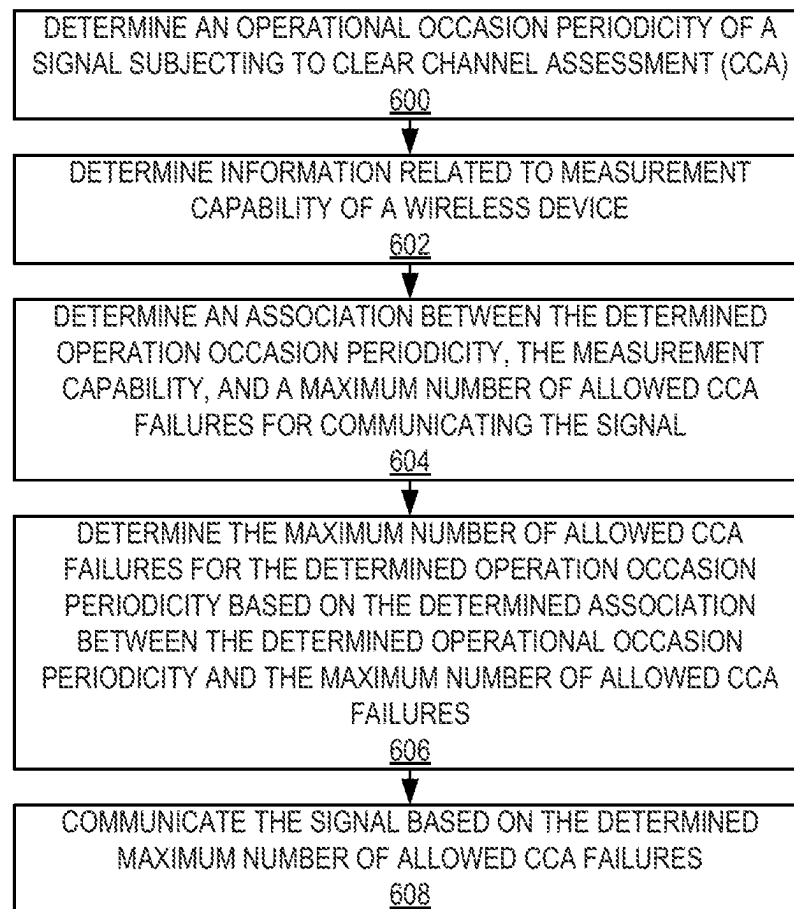 DETERMINE AN OPERATIONAL OCCASION PERIODICITY OF A
SIGNAL SUBJECTING TO CLEAR CHANNEL ASSESSMENT (CCA)
600
DETERMINE INFORMATION RELATED TO MEASUREMENT
CAPABILITY OF A WIRELESS DEVICE
602
DETERMINE AN ASSOCIATION BETWEEN THE DETERMINED
OPERATION OCCASION PERIODICITY, THE MEASUREMENT
CAPABILITY, AND A MAXIMUM NUMBER OF ALLOWED CCA
FAILURES FOR COMMUNICATING THE SIGNAL
604
DETERMINE THE MAXIMUM NUMBER OF ALLOWED CCA
FAILURES FOR THE DETERMINED OPERATION OCCASION
PERIODICITY BASED ON THE DETERMINED ASSOCIATION
BETWEEN THE DETERMINED OPERATIONAL OCCASION
PERIODICITY AND THE MAXIMUM NUMBER OF ALLOWED CCA
FAILURES
606
COMMUNICATE THE SIGNAL BASED ON THE DETERMINED
MAXIMUM NUMBER OF ALLOWED CCA FAILURES
608